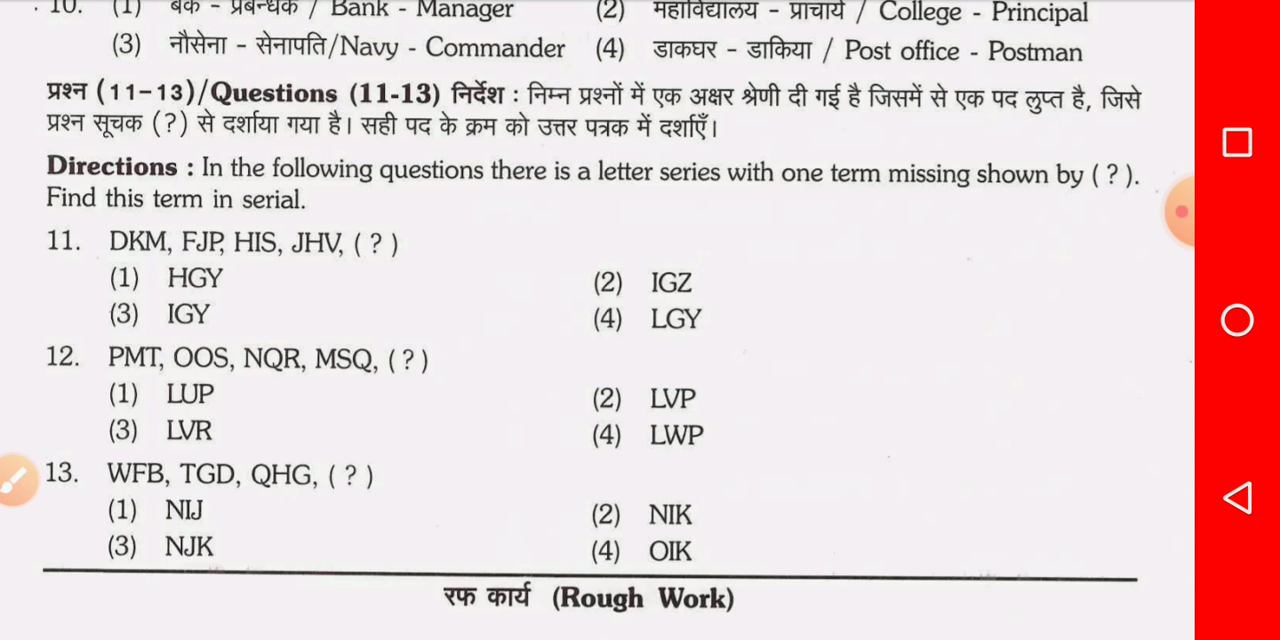 10. (1) बैंक - प्रबन्धक / Bank - Manager (2) महाविद्यालय - प्राचार्य / College - Principal
(3) नौसेना - सेनापति/Navy - Commander (4) डाकघर - डाकिया / Post office - Postman
प्रश्न (11-13)/Questions (11-13) निर्देश : निम्न प्रश्नों में एक अक्षर श्रेणी दी गई है जिसमें से एक पद लुप्त है, जिसे
प्रश्न सूचक (?) से दर्शाया गया है। सही पद के क्रम को उत्तर पत्रक में दर्शाएँ।
Directions : In the following questions there is a letter series with one term missing shown by ( ? ).
Find this term in serial.
11. DKM, FJP, HIS, JHV, ( ? )
(1) HGY (2) IGZ
(3) IGY (4) LGY
12. PMT, OOS, NQR, MSQ, ( ? )
(1) LUP (2) LVP
(3) LVR (4) LWP
13. WFB, TGD, QHG, ( ? )
(1) NIJ (2) NIK
(3) NJK (4) OIK
रफ कार्य (Rough Work)